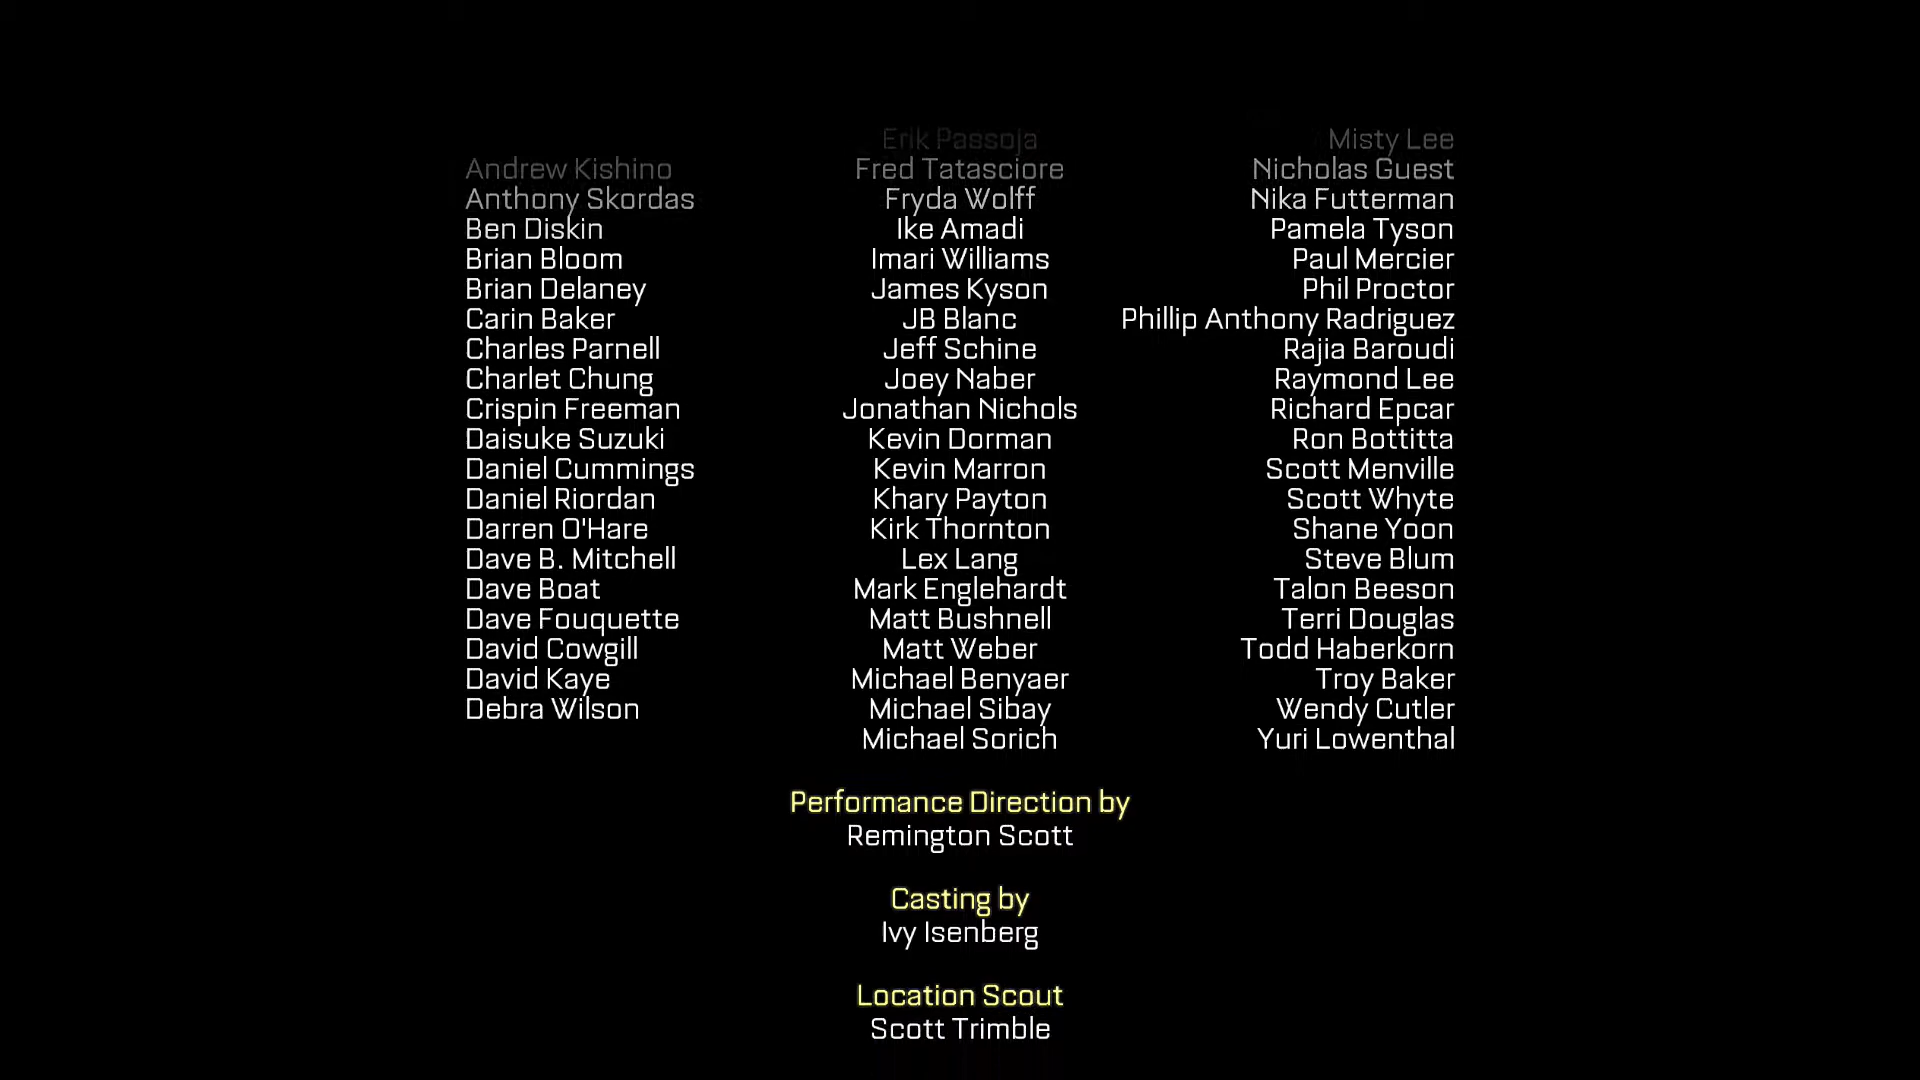 Erik Passoja Misty Lee
Andrew Kishino Fred Tatasciore Nicholas Guest
Anthony Skordas Fryda Wolff Nika Futterman
Ben Diskin Ike Amadi Pamela Tyson
Brian Bloom Imari Williams Paul Mercier
Brian Delaney James Kyson Phil Proctor
Carin Baker JB Blanc Phillip Anthony Radriguez
Charles Parnell Jeff Schine Rajia Baroudi
Charlet Chung Joey Naber Raymond Lee
Crispin Freeman Jonathan Nichols Richard Epcar
Daisuke Suzuki Kevin Dorman Ron Bottitta
Daniel Cummings Kevin Marron Scott Menville
Daniel Riordan Khary Payton Scott Whyte
Darren O'Hare Kirk Thornton Shane Yoon
Dave B. Mitchell Lex Lang Steve Blum
Dave Boat Mark Englehardt Talon Beeson
Dave Fouquette Matt Bushnell Terri Douglas
David Cowgill Matt Weber Todd Haberkorn
David Kaye Michael Benyaer Troy Baker
Debra Wilson Michael Sibay Wendy Cutler
Michael Sorich Yuri Lowenthal
Performance Direction by
Remington Scott
Casting by
Ivy Isenberg
Location Scout
Scott Trimble